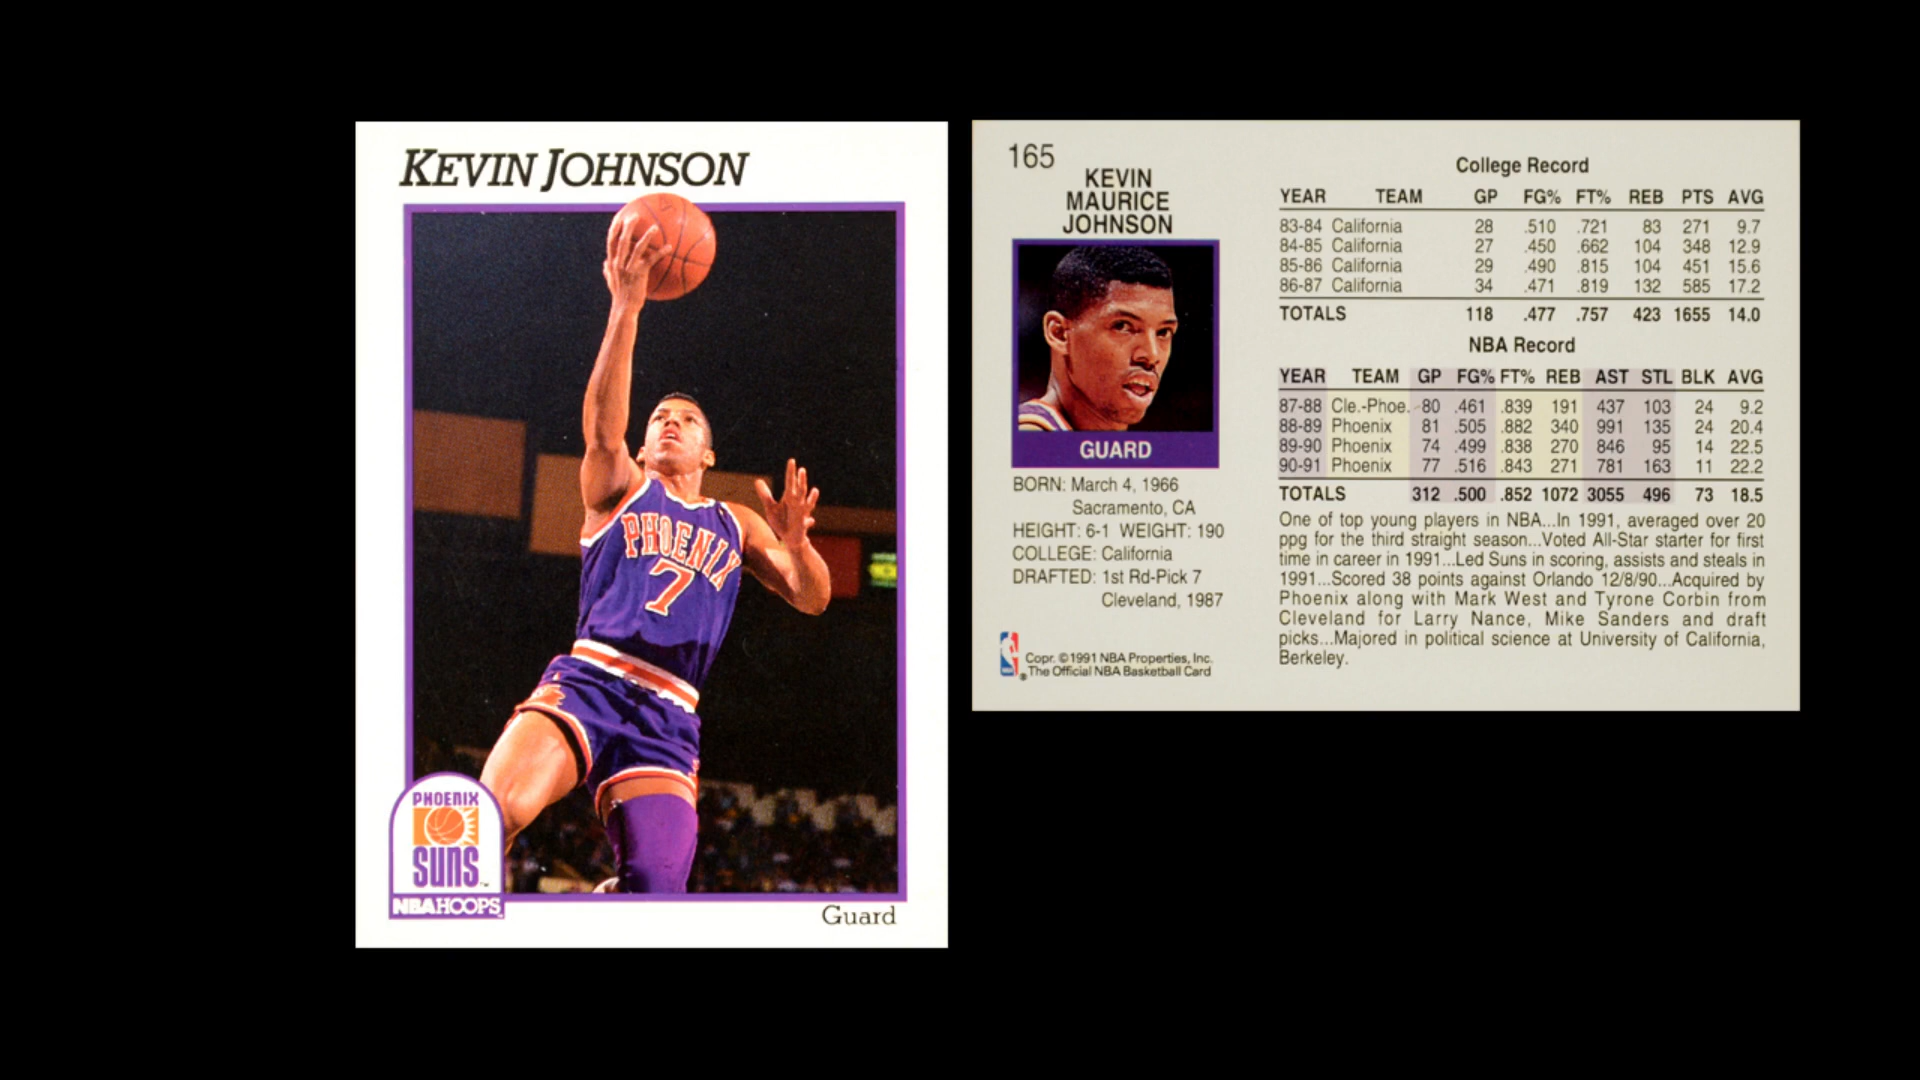 KEVIN JOHNSON
PHOENIX
7
PHOENIX
SUNS
NBA HOOPS
Guard
165
KEVIN
MAURICE
JOHNSON
GUARD
BORN: March 4, 1966
Sacramento, CA
HEIGHT: 6-1 WEIGHT: 190
COLLEGE: California
DRAFTED: 1st Rd-Pick 7
Cleveland, 1987
Copr. ©1991 NBA Properties, Inc.
The Official NBA Basketball Card
College Record
YEAR TEAM GP FG% FT% REB PTS AVG
83-84 California 28 .510 .721 83 271 9.7
84-85 California 27 .450 .662 104 348 12.9
85-86 California 29 .490 .815 104 451 15.6
86-87 California 34 .471 .819 132 585 17.2
TOTALS 118 .477 .757 423 1655 14.0
NBA Record
YEAR TEAM GP FG% FT% REB AST STL BLK AVG
87-88 Cle.-Phoe. 80 .461 .839 191 437 103 24 9.2
88-89 Phoenix 81 .505 .882 340 991 135 24 20.4
89-90 Phoenix 74 .499 .838 270 846 95 14 22.5
90-91 Phoenix 77 .516 .843 271 781 163 11 22.2
TOTALS 312 .500 .852 1072 3055 496 73 18.5
One of top young players in NBA...In 1991, averaged over 20
ppg for the third straight season...Voted All-Star starter for first
time in career in 1991...Led Suns in scoring, assists and steals in
1991...Scored 38 points against Orlando 12/8/90...Acquired by
Phoenix along with Mark West and Tyrone Corbin from
Cleveland for Larry Nance, Mike Sanders and draft
picks...Majored in political science at University of California,
Berkeley.